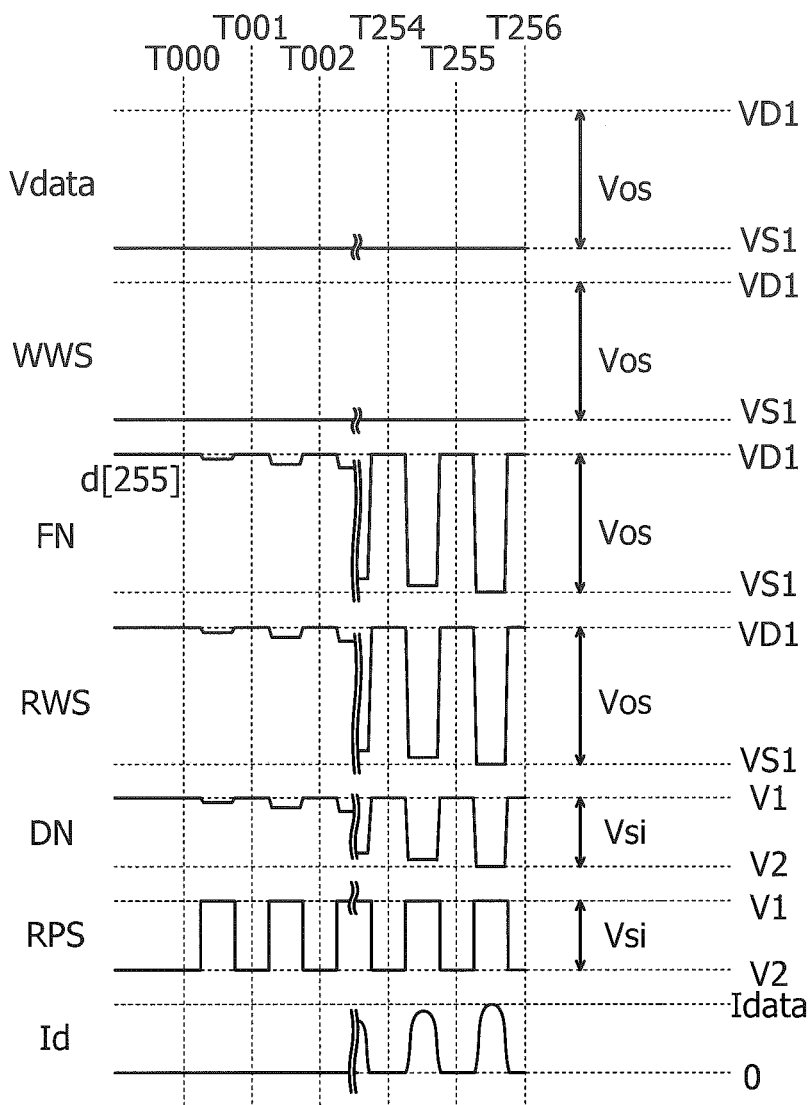 T001 T254 T256
T000 T002 T255
VD1
Vdata Vos
VS1
VD1
WWS Vos
VS1
VD1
d[255]
FN Vos
VS1
VD1
RWS Vos
VS1
V1
DN Vsi
V2
V1
RPS Vsi
V2
Idata
Id
0